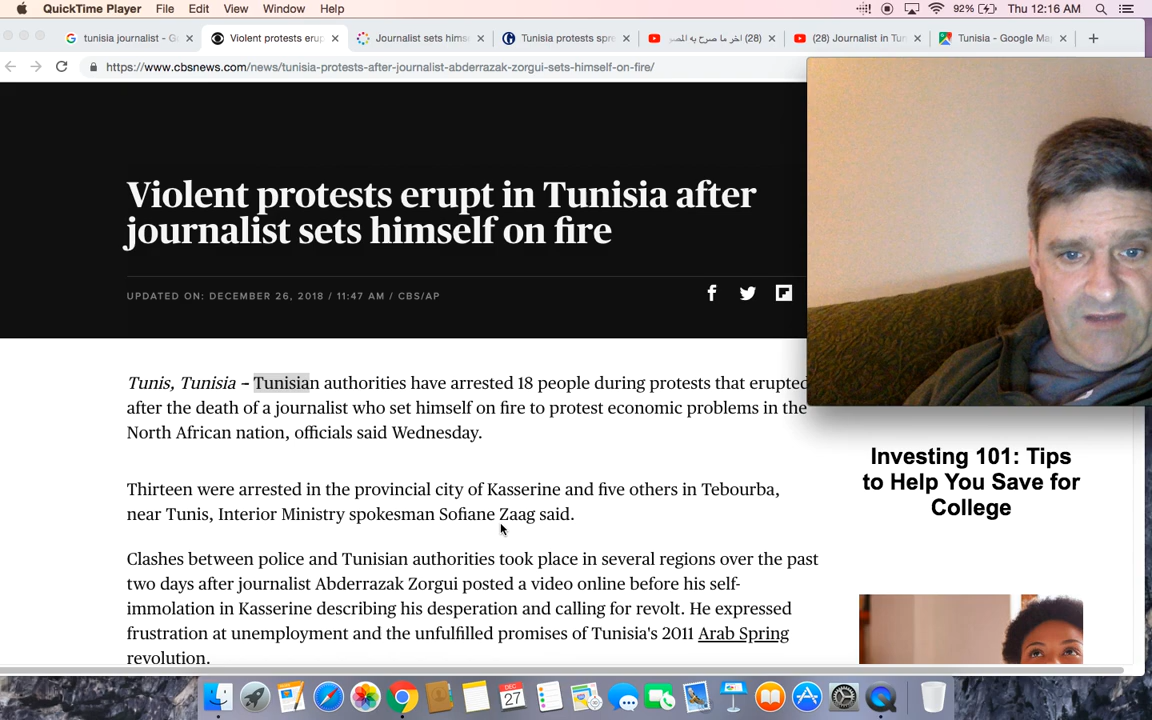 QuickTime Player File Edit View Window Help 92% Thu 12:16 AM
tunisia journalist - G
Violent protests erup
Journalist sets hims
Tunisia protests spre
(28) اخر ما صرح به المصر
(28) Journalist in Tun
Tunisia - Google Ma
https://www.cbsnews.com/news/tunisia-protests-after-journalist-abderrazak-zorgui-sets-himself-on-fire/
Violent protests erupt in Tunisia after
journalist sets himself on fire
UPDATED ON: DECEMBER 26, 2018 / 11:47 AM / CBS/AP
Tunis, Tunisia – Tunisian authorities have arrested 18 people during protests that erupted
after the death of a journalist who set himself on fire to protest economic problems in the
North African nation, officials said Wednesday.
Thirteen were arrested in the provincial city of Kasserine and five others in Tebourba,
near Tunis, Interior Ministry spokesman Sofiane Zaag said.
Clashes between police and Tunisian authorities took place in several regions over the past
two days after journalist Abderrazak Zorgui posted a video online before his self-
immolation in Kasserine describing his desperation and calling for revolt. He expressed
frustration at unemployment and the unfulfilled promises of Tunisia's 2011 Arab Spring
revolution.
Investing 101: Tips
to Help You Save for
College
DEC
27